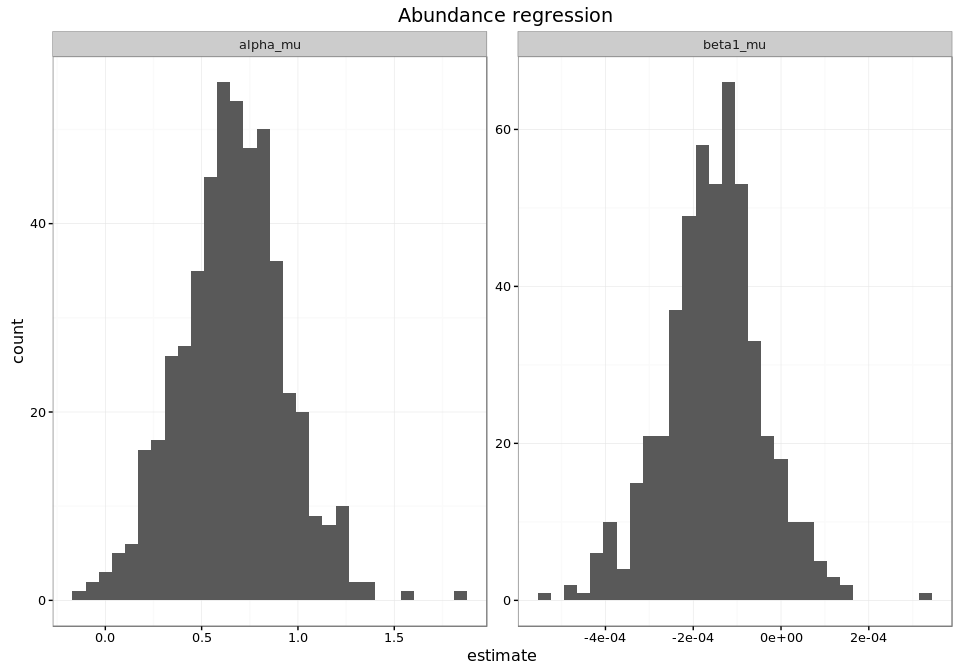 Abundance regression
alpha_mu
beta1_mu
count
40
20
0
60
40
20
0
0.0 0.5 1.0 1.5
-4e-04 -2e-04 0e+00 2e-04
estimate